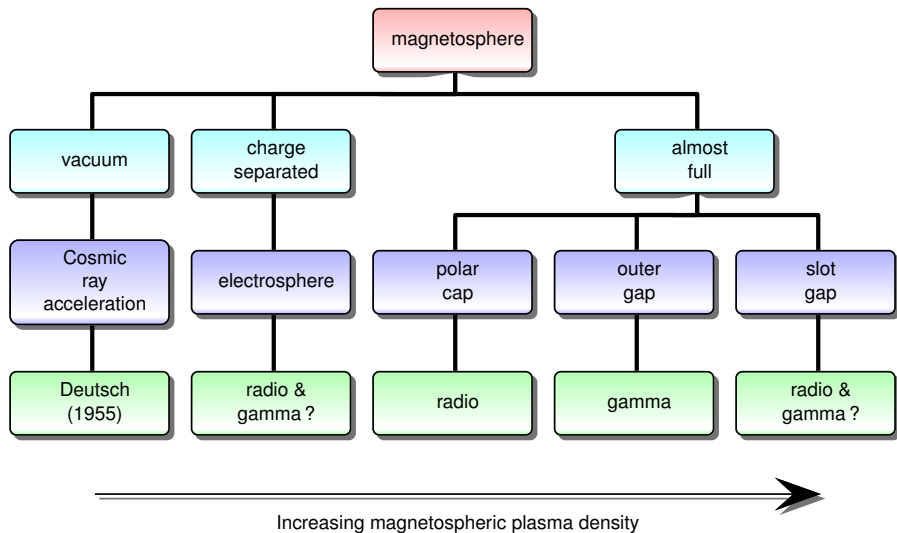 magnetosphere
vacuum
charge
separated
almost
full
Cosmic
ray
acceleration
electrosphere
polar
cap
outer
gap
slot
gap
Deutsch
(1955)
radio &
gamma ?
radio
gamma
radio &
gamma ?
Increasing magnetospheric plasma density